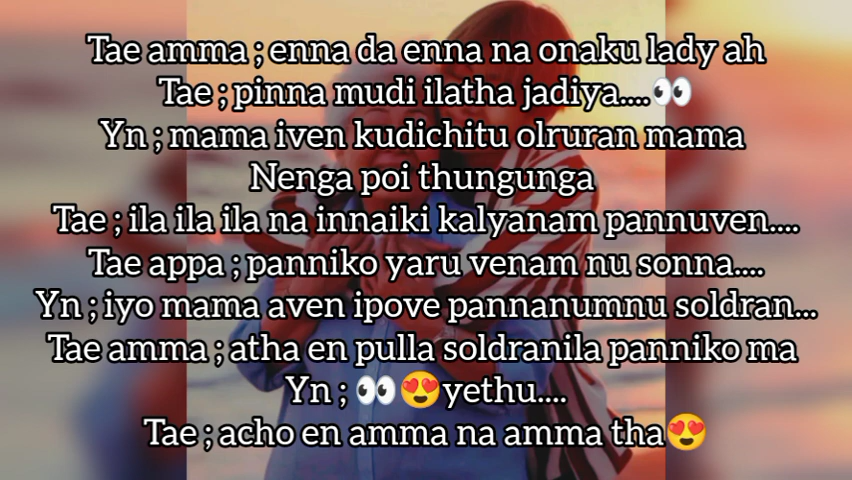 Tae amma ; enna da enna na onaku lady ah
Tae ; pinna mudi ilatha jadiya....👀
Yn ; mama iven kudichitu olruran mama
Nenga poi thungunga
Tae ; ila ila ila na innaiki kalyanam pannuven....
Tae appa ; panniko yaru venam nu sonna....
Yn ; iyo mama aven ipove pannanumnu soldran...
Tae amma ; atha en pulla soldranila panniko ma
Yn ; 👀😍yethu....
Tae ; acho en amma na amma tha😍